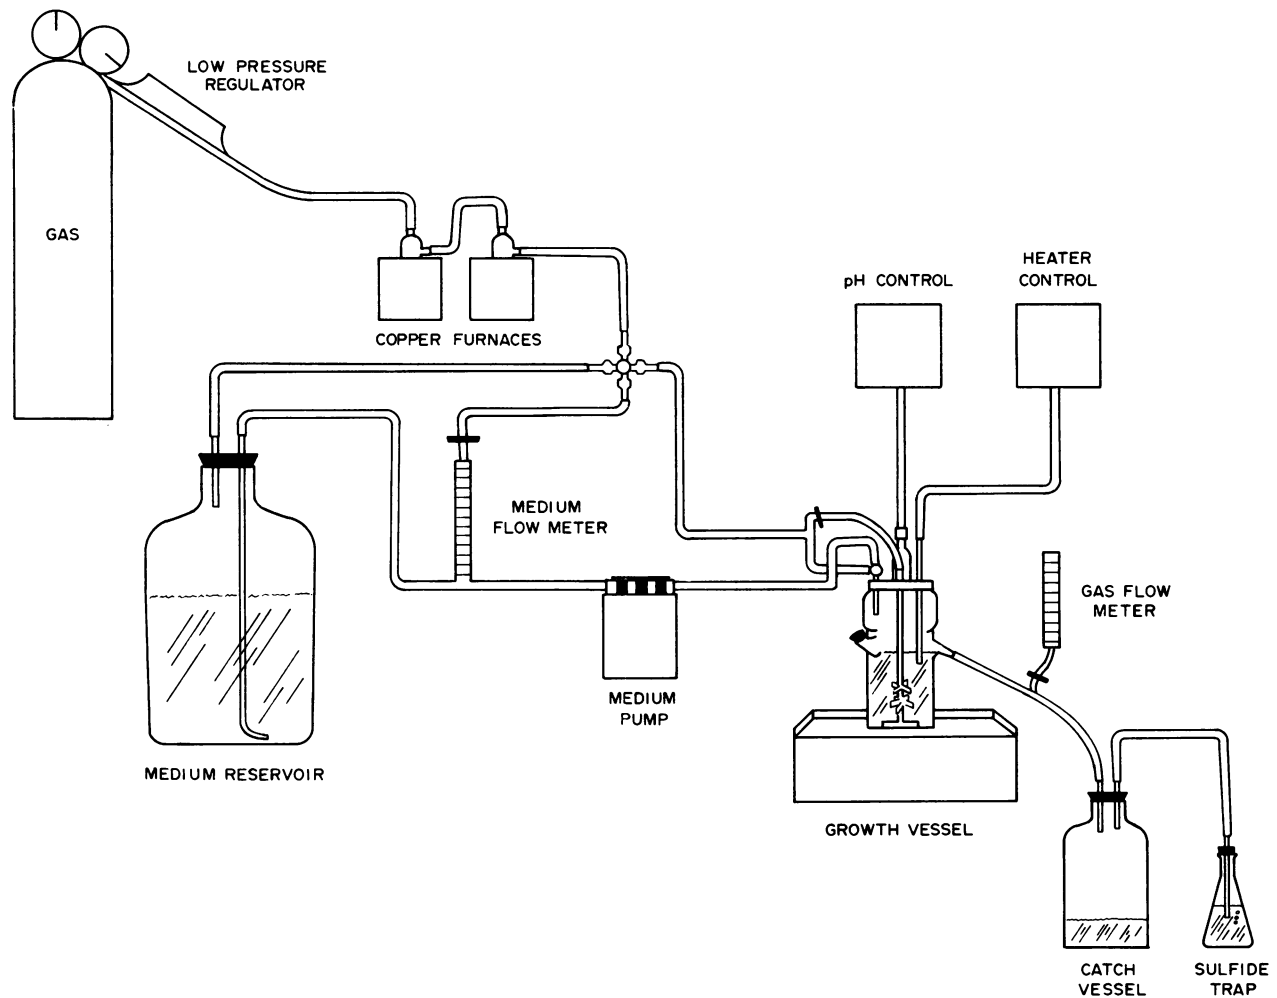 LOW PRESSURE
REGULATOR
GAS
COPPER FURNACES
pH CONTROL
HEATER
CONTROL
MEDIUM
FLOW METER
GAS FLOW
METER
MEDIUM
PUMP
MEDIUM RESERVOIR
GROWTH VESSEL
CATCH
VESSEL
SULFIDE
TRAP